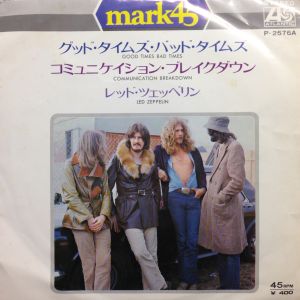 mark45
ATLANTIC
P-2575A
グッド・タイムズ・バッド・タイムス
GOOD TIMES BAD TIMES
コミュニケイション・ブレイクダウン
COMMUNICATION BREAKDOWN
レッド・ツェッペリン
LED ZEPPELIN
45RPM
¥ 400